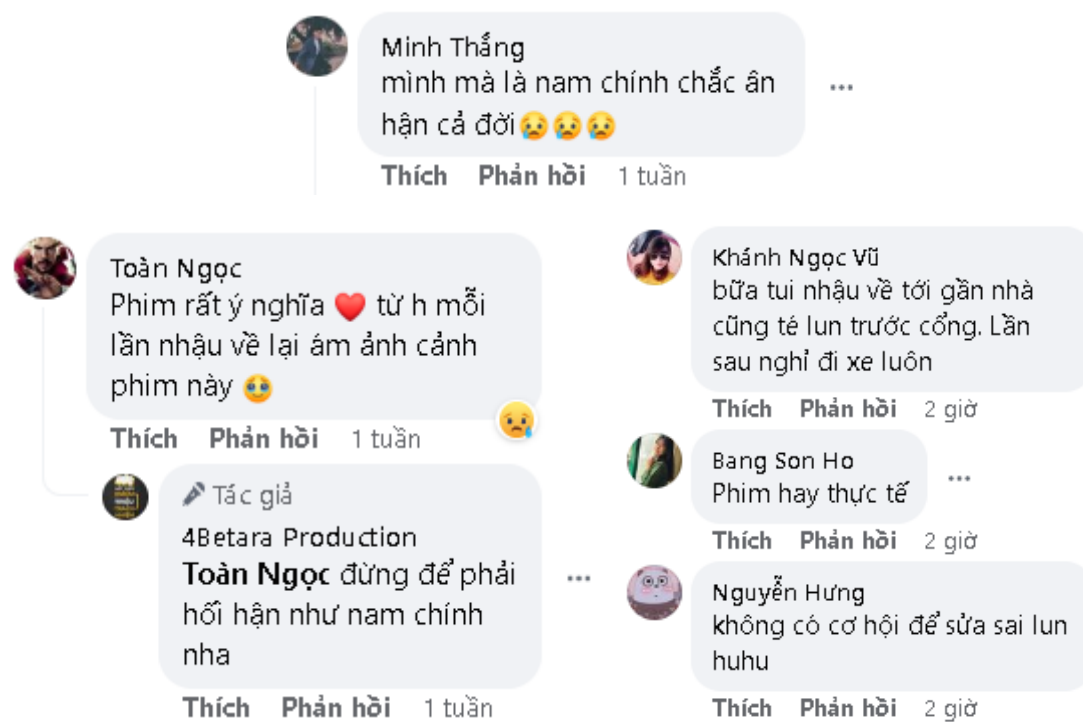 Minh Thắng
mình mà là nam chính chắc ân
hận cả đời😥😥😥
Thích Phản hồi 1 tuần
Toàn Ngọc
Phim rất ý nghĩa ❤️ từ h mỗi
lần nhậu về lại ám ảnh cảnh
phim này 🥹
Thích Phản hồi 1 tuần
Tác giả
4Betara Production
Toàn Ngọc đừng để phải
hối hận như nam chính
nha
Thích Phản hồi 1 tuần
Khánh Ngọc Vũ
bữa tui nhậu về tới gần nhà
cũng té lun trước cổng. Lần
sau nghỉ đi xe luôn
Thích Phản hồi 2 giờ
Bang Son Ho
Phim hay thực tế
Thích Phản hồi 2 giờ
Nguyễn Hưng
không có cơ hội để sửa sai lun
huhu
Thích Phản hồi 2 giờ